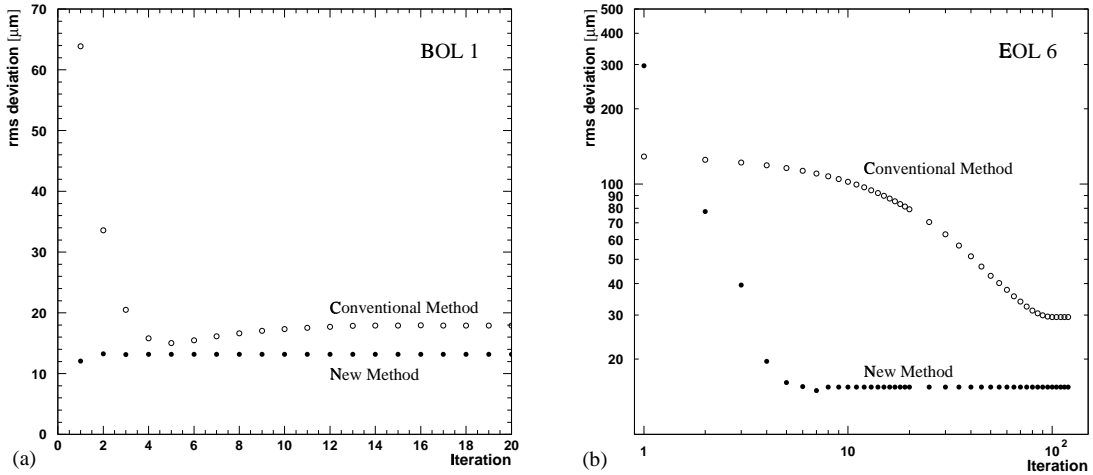 rms deviation [μm]
70
60
50
40
30
20
10
0
0 2 4 6 8 10 12 14 16 18 20
Iteration
BOL 1
Conventional Method
New Method
(a)
rms deviation [μm]
500
400
300
200
100
90
80
70
60
50
40
30
20
1 10 10²
Iteration
EOL 6
Conventional Method
New Method
(b)